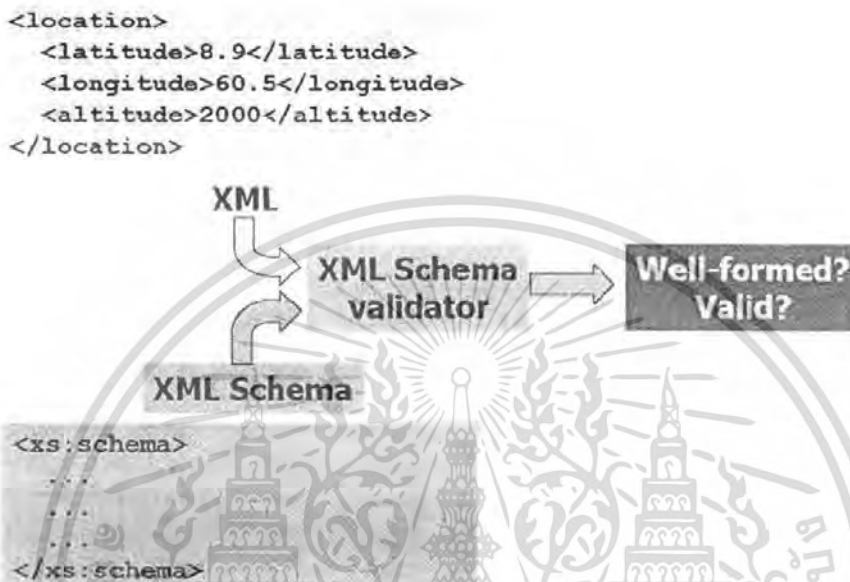 <location>
<latitude>8.9</latitude>
<longitude>60.5</longitude>
<altitude>2000</altitude>
</location>
XML
XML Schema
validator
Well-formed?
Valid?
XML Schema
<xs:schema>
...
...
...
</xs:schema>